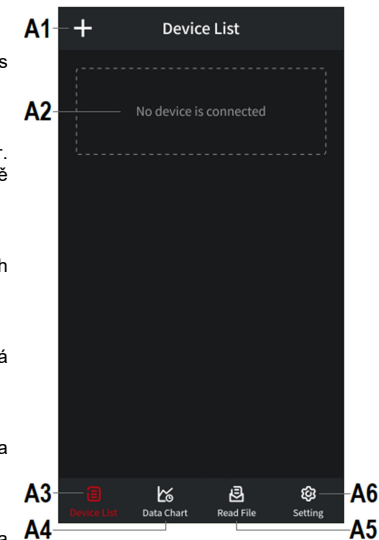 A1 + Device List
s
A2 No device is connected
r.
ě
h
á
a
A3 A6
Device List Data Chart Read File Setting
A4 A5
a